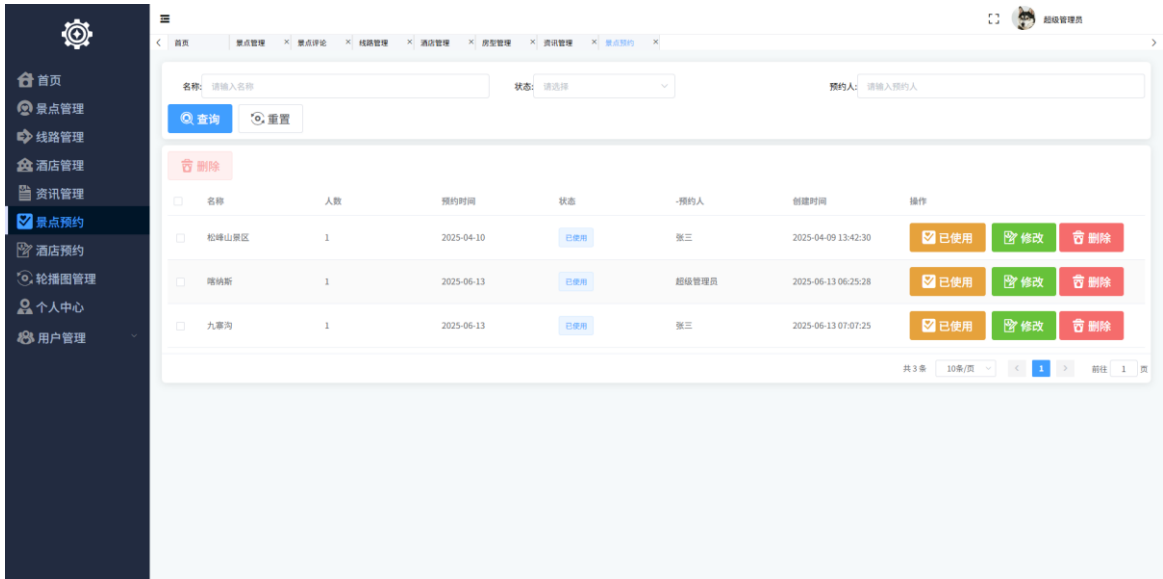 超级管理员
首页 景点管理 景点评论 线路管理 酒店管理 房型管理 资讯管理 景点预约
首页
景点管理
线路管理
酒店管理
资讯管理
景点预约
酒店预约
轮播图管理
个人中心
用户管理
名称: 请输入名称 状态: 请选择 预约人: 请输入预约人
查询 重置
删除
名称 人数 预约时间 状态 -预约人 创建时间 操作
松峰山景区 1 2025-04-10 已使用 张三 2025-04-09 13:42:30 已使用 修改 删除
喀纳斯 1 2025-06-13 已使用 超级管理员 2025-06-13 06:25:28 已使用 修改 删除
九寨沟 1 2025-06-13 已使用 张三 2025-06-13 07:07:25 已使用 修改 删除
共 3 条 10条/页 1 前往 1 页